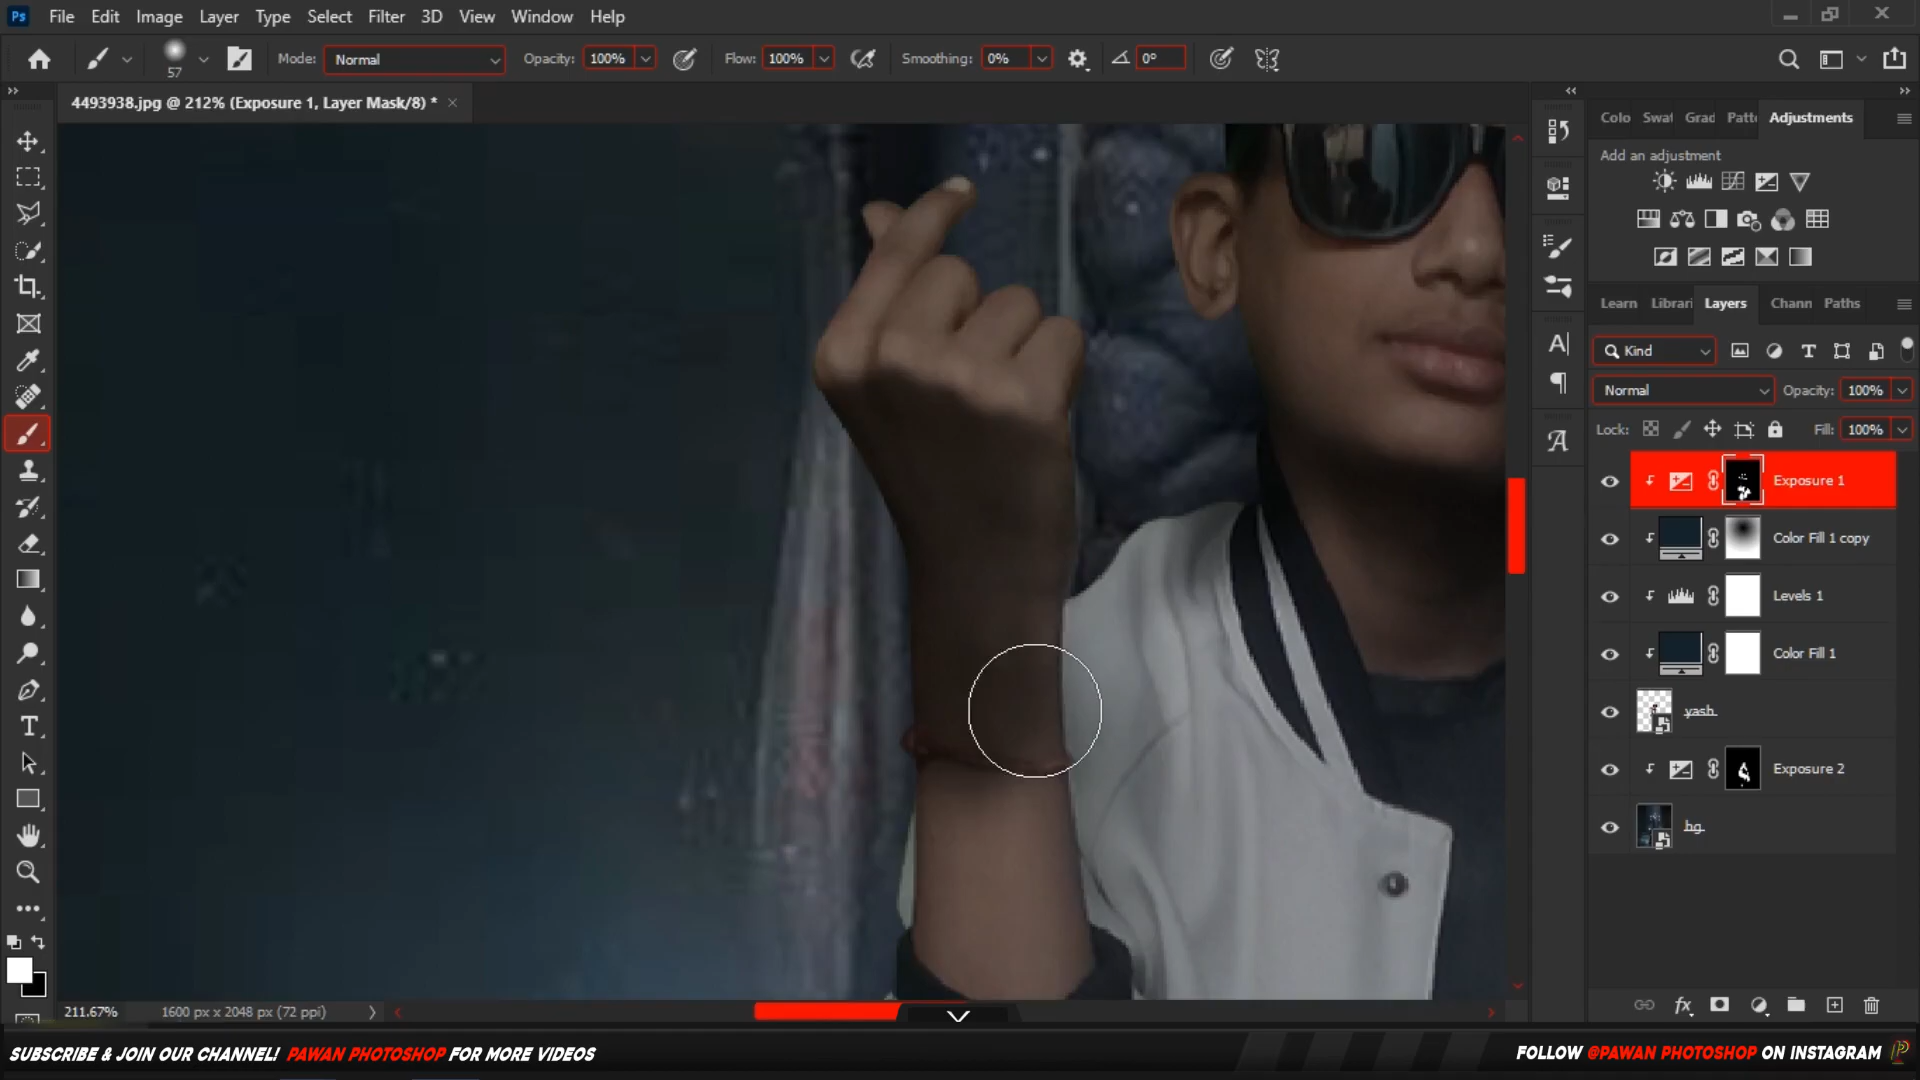 Ps File Edit Image Layer Type Select Filter 3D View Window Help
57 Mode: Normal Opacity: 100% Flow: 100% Smoothing: 0% 0°
4493938.jpg @ 212% (Exposure 1, Layer Mask/8) *
Colo Swat Grad Patte Adjustments
Add an adjustment
Learn Librari Layers Chann Paths
Kind
Normal Opacity: 100%
Lock: Fill: 100%
Exposure 1
Color Fill 1 copy
Levels 1
Color Fill 1
yash
Exposure 2
bg
211.67% 1600 px x 2048 px (72 ppi)
SUBSCRIBE & JOIN OUR CHANNEL! PAWAN PHOTOSHOP FOR MORE VIDEOS
FOLLOW @PAWAN PHOTOSHOP ON INSTAGRAM